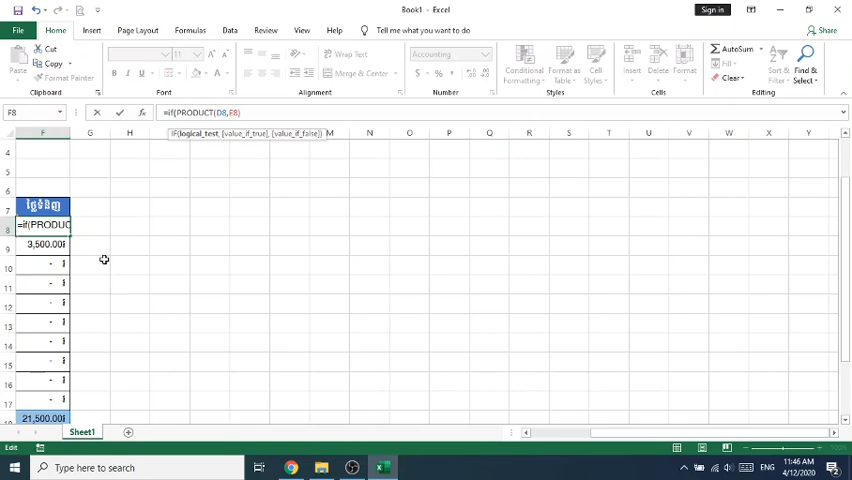 Book1 - Excel
Sign in
File Home Insert Page Layout Formulas Data Review View Help Tell me what you want to do Share
Cut
Copy
Format Painter
Paste
Clipboard
11
Font
Wrap Text
Merge & Center
Alignment
Accounting
Number
Conditional Formatting
Format as Table
Cell Styles
Styles
Insert Delete Format
Cells
AutoSum
Clear
Sort & Filter
Find & Select
Editing
F8 =if(PRODUCT(D8,E8)
IF(logical_test, [value_if_true], [value_if_false])
F G H M N O P Q R S T U V W X Y
4
5
6
7 ថ្លៃទំនិញ
8 =if(PRODUC
9 3,500.00៛
10 - ៛
11 - ៛
12 - ៛
13 - ៛
14 - ៛
15 - ៛
16 - ៛
17 - ៛
18 21,500.00៛
Sheet1
Edit
100%
Type here to search
ENG
11:46 AM
4/12/2020